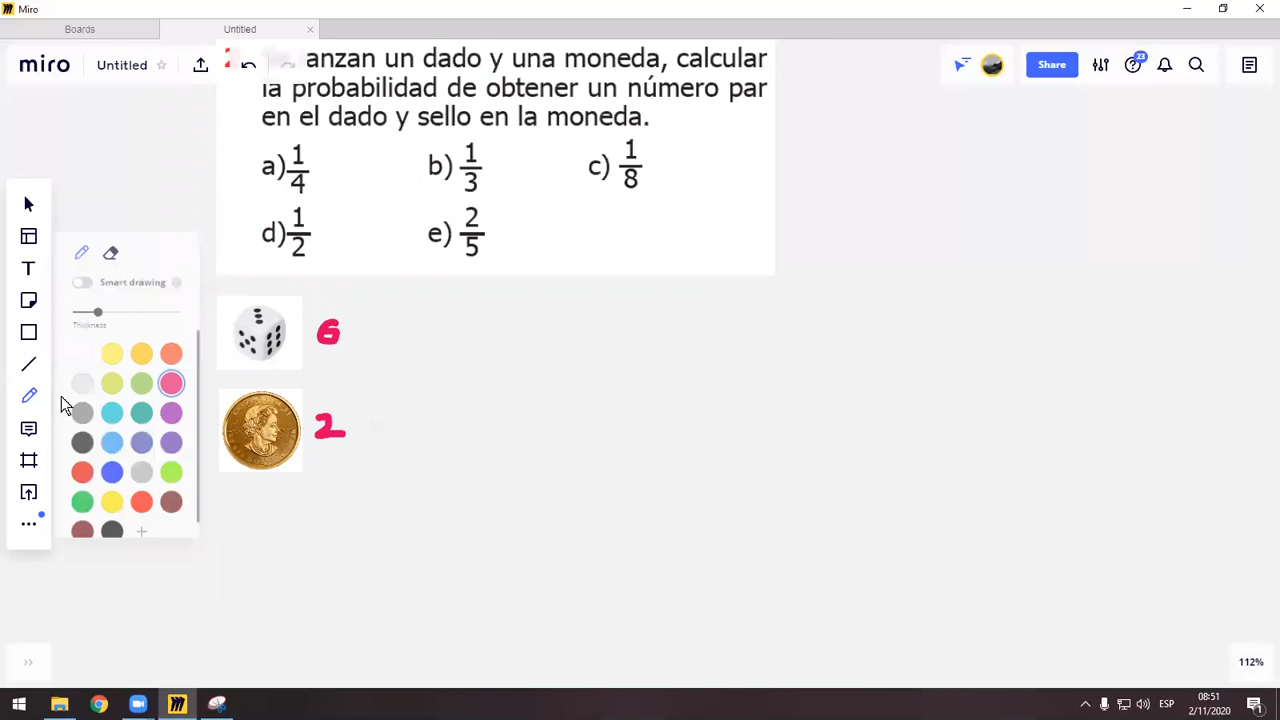 Miro
Boards
Untitled
miro
Untitled
Share
23
anzan un dado y una moneda, calcular
la probabilidad de obtener un número par
en el dado y sello en la moneda.
a) 1/4 b) 1/3 c) 1/8
d) 1/2 e) 2/5
Smart drawing
Thickness
6
2
112%
ESP
08:51
2/11/2020
1